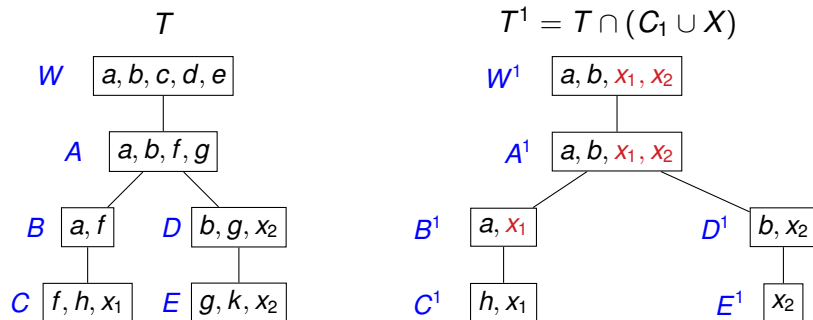 T
T¹ = T ∩ (C₁ ∪ X)
W a, b, c, d, e
W¹ a, b, x₁, x₂
A a, b, f, g
A¹ a, b, x₁, x₂
B a, f
D b, g, x₂
B¹ a, x₁
D¹ b, x₂
C f, h, x₁
E g, k, x₂
C¹ h, x₁
E¹ x₂